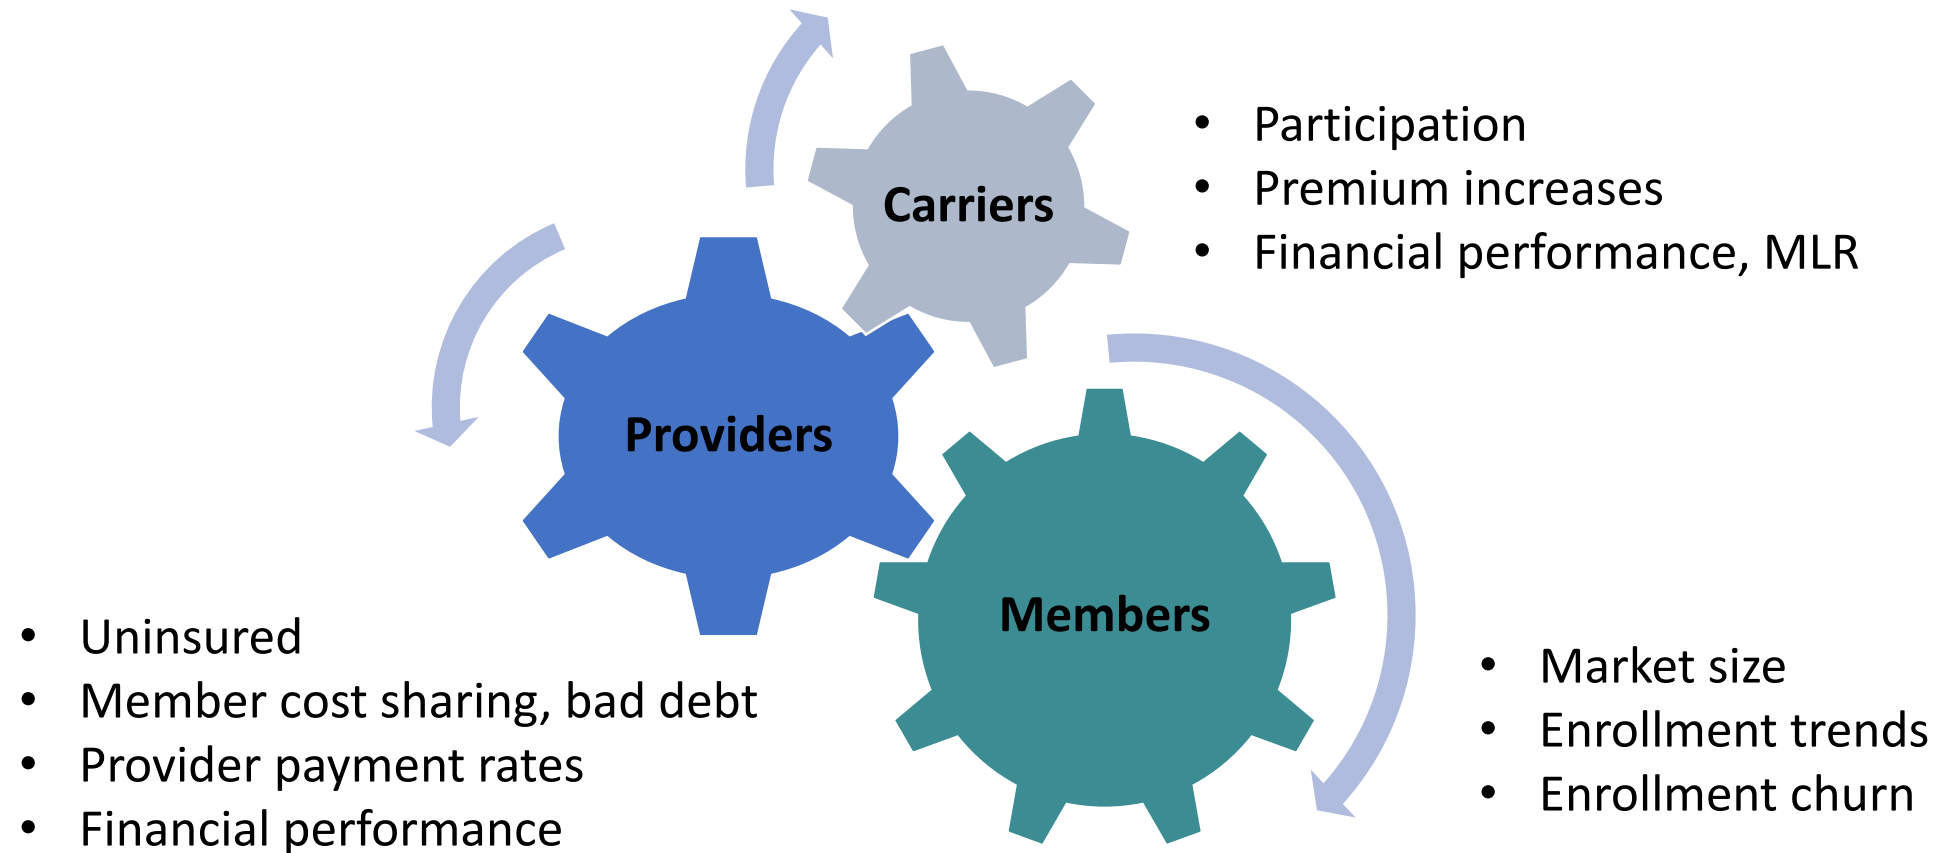 Carriers
• Participation
• Premium increases
• Financial performance, MLR
Providers
• Uninsured
• Member cost sharing, bad debt
• Provider payment rates
• Financial performance
Members
• Market size
• Enrollment trends
• Enrollment churn